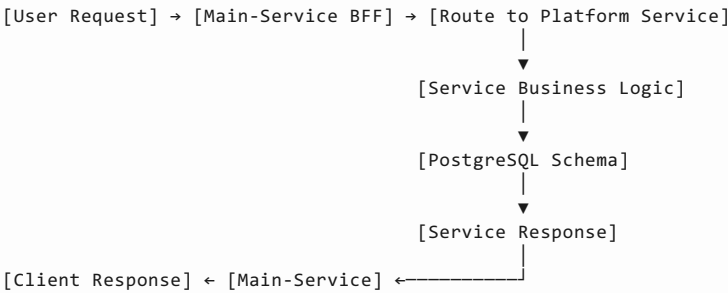 [User Request] → [Main-Service BFF] → [Route to Platform Service]
[Service Business Logic]
[PostgreSQL Schema]
[Service Response]
[Client Response] ← [Main-Service] ←